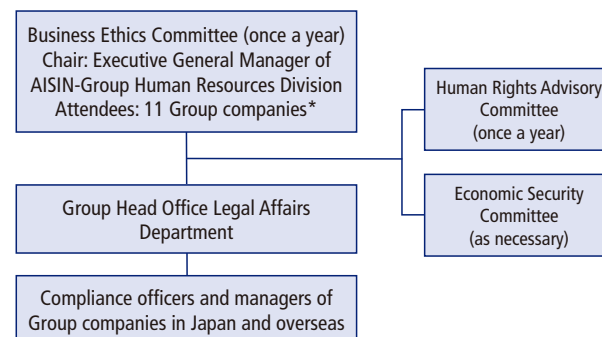 Business Ethics Committee (once a year)
Chair: Executive General Manager of
AISIN-Group Human Resources Division
Attendees: 11 Group companies*
Human Rights Advisory
Committee
(once a year)
Economic Security
Committee
(as necessary)
Group Head Office Legal Affairs
Department
Compliance officers and managers of
Group companies in Japan and overseas